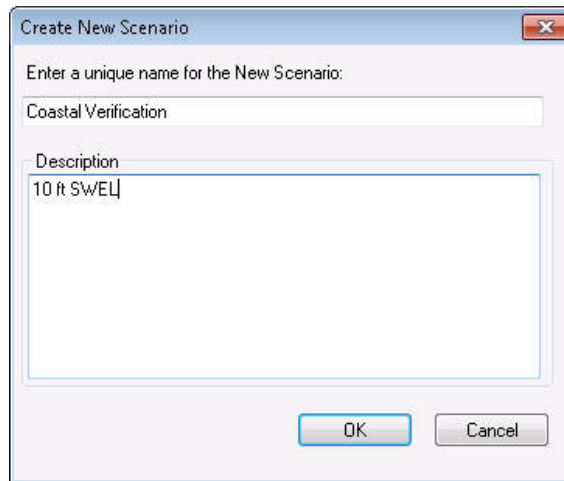 Create New Scenario
Enter a unique name for the New Scenario:
Coastal Verification
Description
10 ft SWEL
OK
Cancel